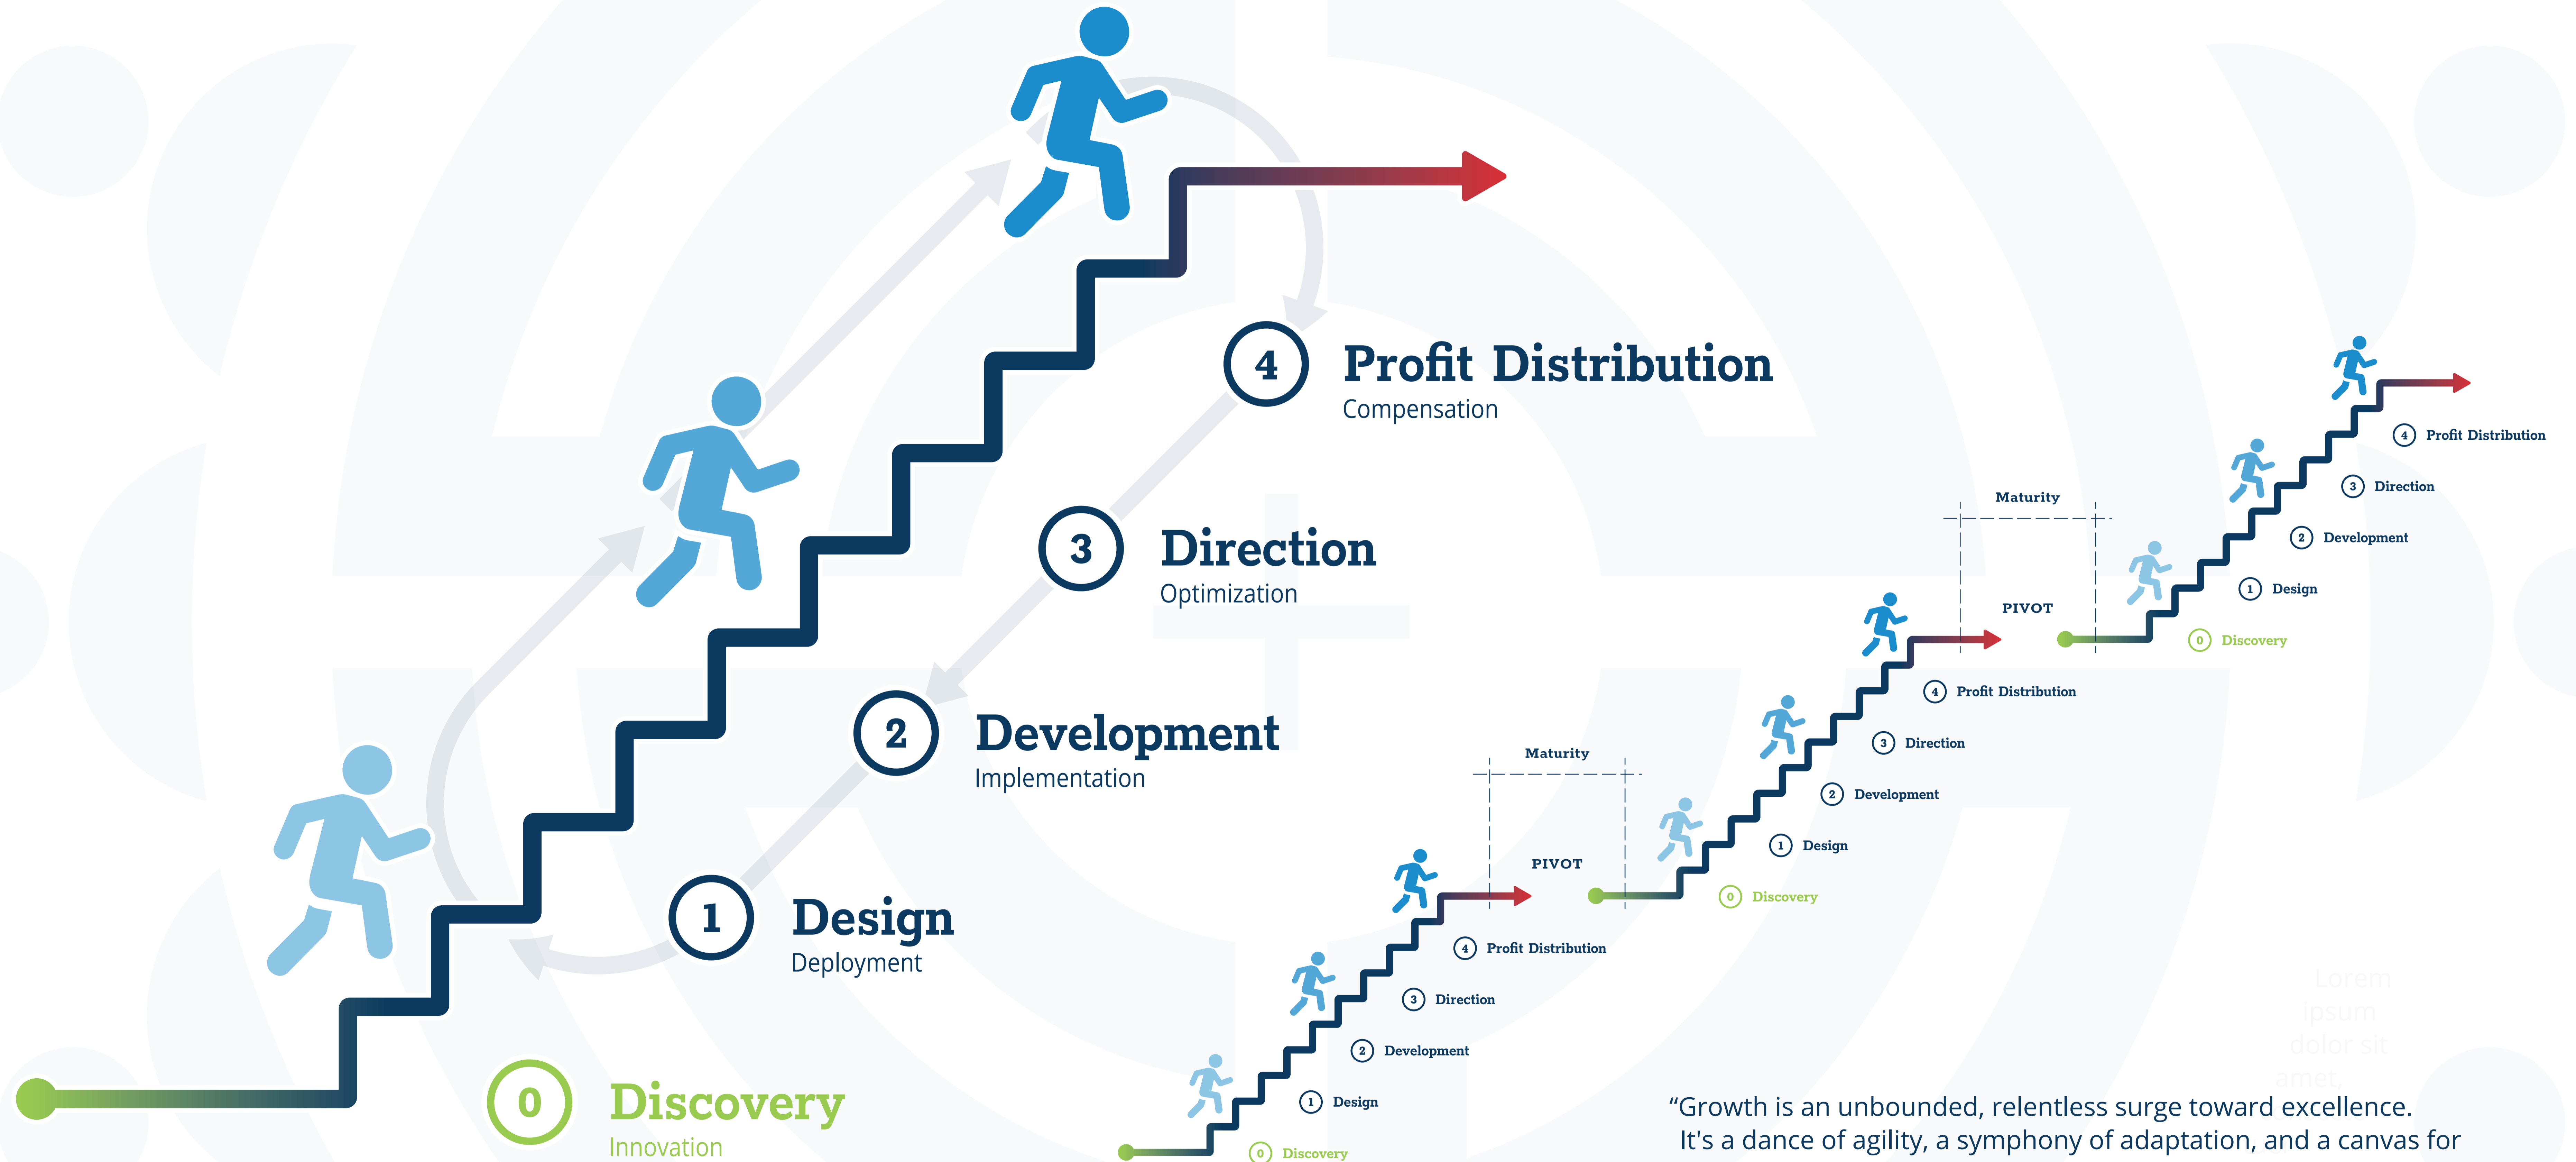 4
Profit Distribution
Compensation
3
Direction
Optimization
2
Development
Implementation
1
Design
Deployment
0
Discovery
Innovation
4 Profit Distribution
3 Direction
2 Development
1 Design
0 Discovery
Maturity
PIVOT
4 Profit Distribution
3 Direction
2 Development
1 Design
0 Discovery
Maturity
PIVOT
4 Profit Distribution
3 Direction
2 Development
1 Design
0 Discovery
Lorem
ipsum
dolor sit
amet,
“Growth is an unbounded, relentless surge toward excellence.
It's a dance of agility, a symphony of adaptation, and a canvas for